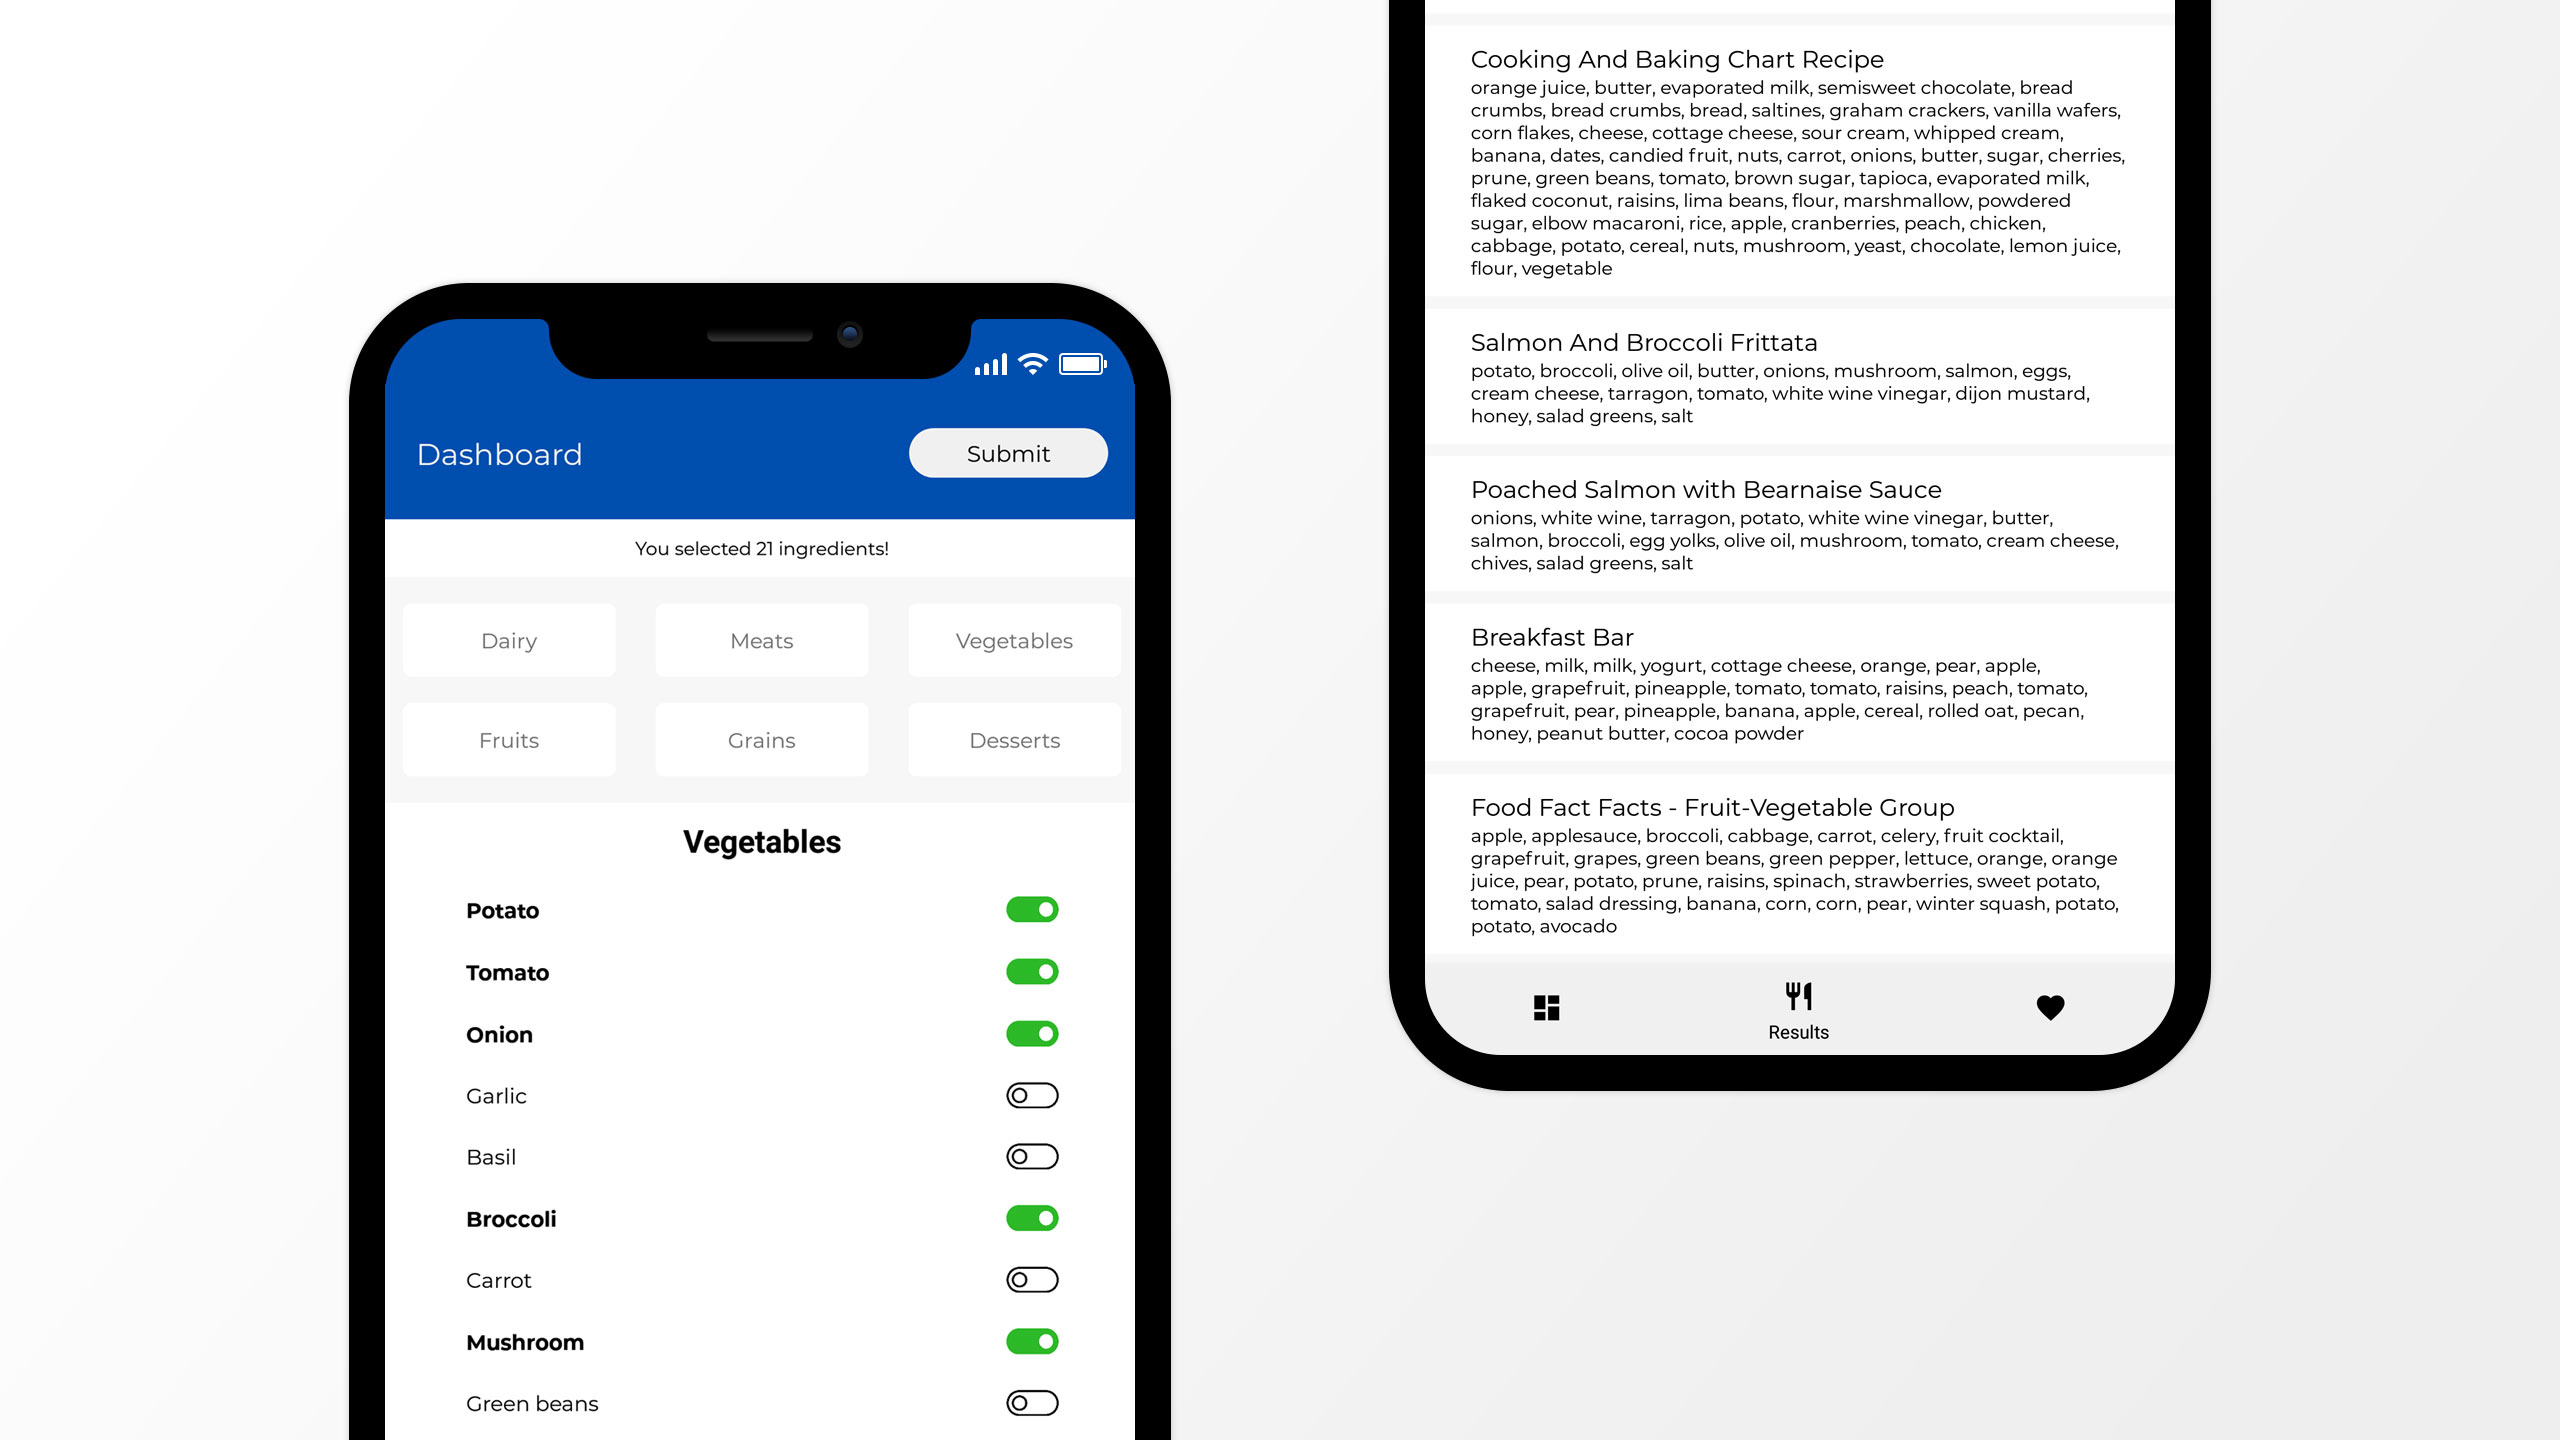 Dashboard
Submit
You selected 21 ingredients!
Dairy
Meats
Vegetables
Fruits
Grains
Desserts
Vegetables
Potato
Tomato
Onion
Garlic
Basil
Broccoli
Carrot
Mushroom
Green beans
Cooking And Baking Chart Recipe
orange juice, butter, evaporated milk, semisweet chocolate, bread
crumbs, bread crumbs, bread, saltines, graham crackers, vanilla wafers,
corn flakes, cheese, cottage cheese, sour cream, whipped cream,
banana, dates, candied fruit, nuts, carrot, onions, butter, sugar, cherries,
prune, green beans, tomato, brown sugar, tapioca, evaporated milk,
flaked coconut, raisins, lima beans, flour, marshmallow, powdered
sugar, elbow macaroni, rice, apple, cranberries, peach, chicken,
cabbage, potato, cereal, nuts, mushroom, yeast, chocolate, lemon juice,
flour, vegetable
Salmon And Broccoli Frittata
potato, broccoli, olive oil, butter, onions, mushroom, salmon, eggs,
cream cheese, tarragon, tomato, white wine vinegar, dijon mustard,
honey, salad greens, salt
Poached Salmon with Bearnaise Sauce
onions, white wine, tarragon, potato, white wine vinegar, butter,
salmon, broccoli, egg yolks, olive oil, mushroom, tomato, cream cheese,
chives, salad greens, salt
Breakfast Bar
cheese, milk, milk, yogurt, cottage cheese, orange, pear, apple,
apple, grapefruit, pineapple, tomato, tomato, raisins, peach, tomato,
grapefruit, pear, pineapple, banana, apple, cereal, rolled oat, pecan,
honey, peanut butter, cocoa powder
Food Fact Facts - Fruit-Vegetable Group
apple, applesauce, broccoli, cabbage, carrot, celery, fruit cocktail,
grapefruit, grapes, green beans, green pepper, lettuce, orange, orange
juice, pear, potato, prune, raisins, spinach, strawberries, sweet potato,
tomato, salad dressing, banana, corn, corn, pear, winter squash, potato,
potato, avocado
Results